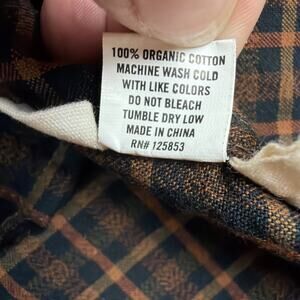 100% ORGANIC COTTON
MACHINE WASH COLD
WITH LIKE COLORS
DO NOT BLEACH
TUMBLE DRY LOW
MADE IN CHINA
RN# 125853